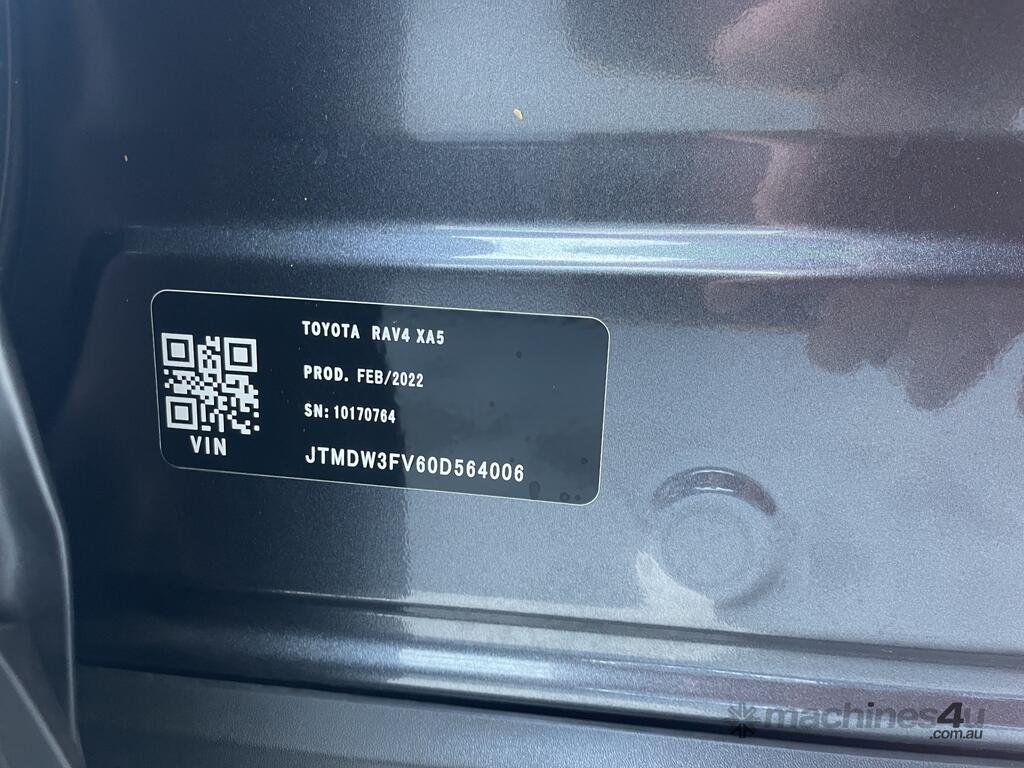 TOYOTA RAV4 XA5
PROD. FEB/2022
SN: 10170764
VIN
JTMDW3FV60D564006
machines4u
.com.au